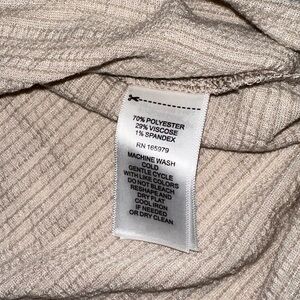 70% POLYESTER
29% VISCOSE
1% SPANDEX
RN 165979
MACHINE WASH
COLD
GENTLE CYCLE
WITH LIKE COLORS
DO NOT BLEACH
RESHAPE AND
DRY FLAT
COOL IRON
IF NEEDED
OR DRY CLEAN